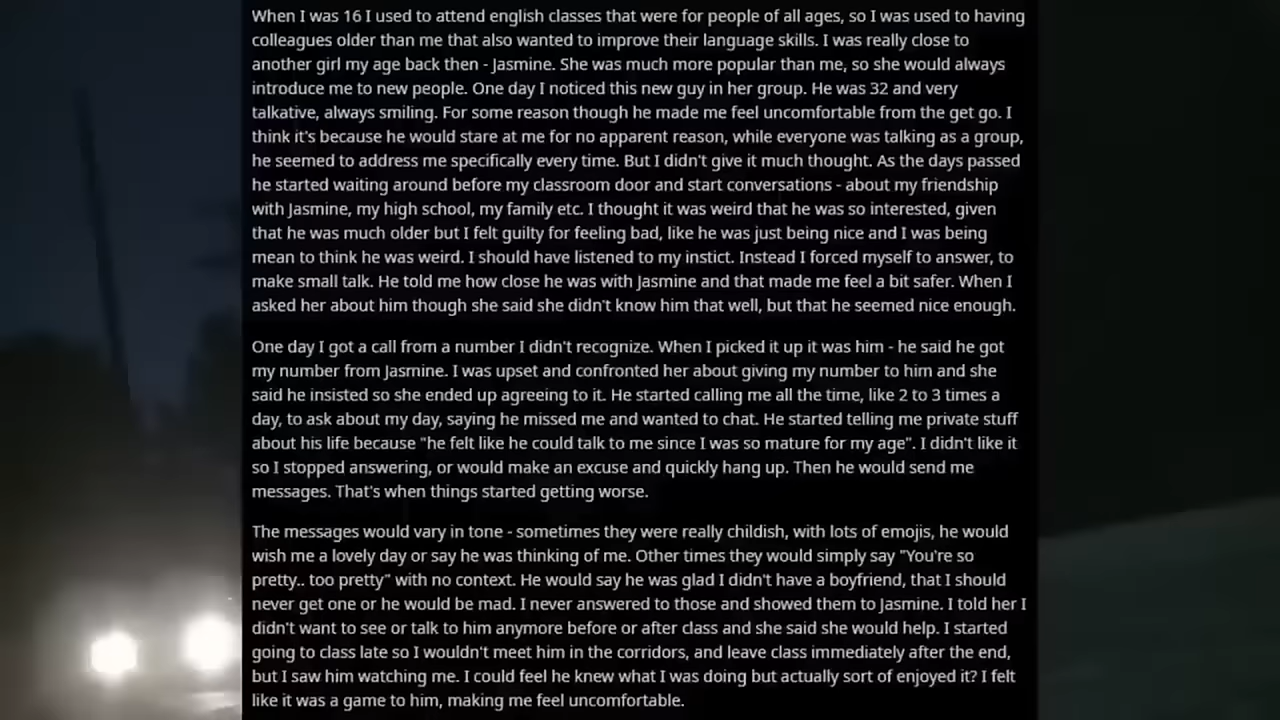 When I was 16 I used to attend english classes that were for people of all ages, so I was used to having
colleagues older than me that also wanted to improve their language skills. I was really close to
another girl my age back then - Jasmine. She was much more popular than me, so she would always
introduce me to new people. One day I noticed this new guy in her group. He was 32 and very
talkative, always smiling. For some reason though he made me feel uncomfortable from the get go. I
think it's because he would stare at me for no apparent reason, while everyone was talking as a group,
he seemed to address me specifically every time. But I didn't give it much thought. As the days passed
he started waiting around before my classroom door and start conversations - about my friendship
with Jasmine, my high school, my family etc. I thought it was weird that he was so interested, given
that he was much older but I felt guilty for feeling bad, like he was just being nice and I was being
mean to think he was weird. I should have listened to my instict. Instead I forced myself to answer, to
make small talk. He told me how close he was with Jasmine and that made me feel a bit safer. When I
asked her about him though she said she didn't know him that well, but that he seemed nice enough.
One day I got a call from a number I didn't recognize. When I picked it up it was him - he said he got
my number from Jasmine. I was upset and confronted her about giving my number to him and she
said he insisted so she ended up agreeing to it. He started calling me all the time, like 2 to 3 times a
day, to ask about my day, saying he missed me and wanted to chat. He started telling me private stuff
about his life because "he felt like he could talk to me since I was so mature for my age". I didn't like it
so I stopped answering, or would make an excuse and quickly hang up. Then he would send me
messages. That's when things started getting worse.
The messages would vary in tone - sometimes they were really childish, with lots of emojis, he would
wish me a lovely day or say he was thinking of me. Other times they would simply say "You're so
pretty.. too pretty" with no context. He would say he was glad I didn't have a boyfriend, that I should
never get one or he would be mad. I never answered to those and showed them to Jasmine. I told her I
didn't want to see or talk to him anymore before or after class and she said she would help. I started
going to class late so I wouldn't meet him in the corridors, and leave class immediately after the end,
but I saw him watching me. I could feel he knew what I was doing but actually sort of enjoyed it? I felt
like it was a game to him, making me feel uncomfortable.